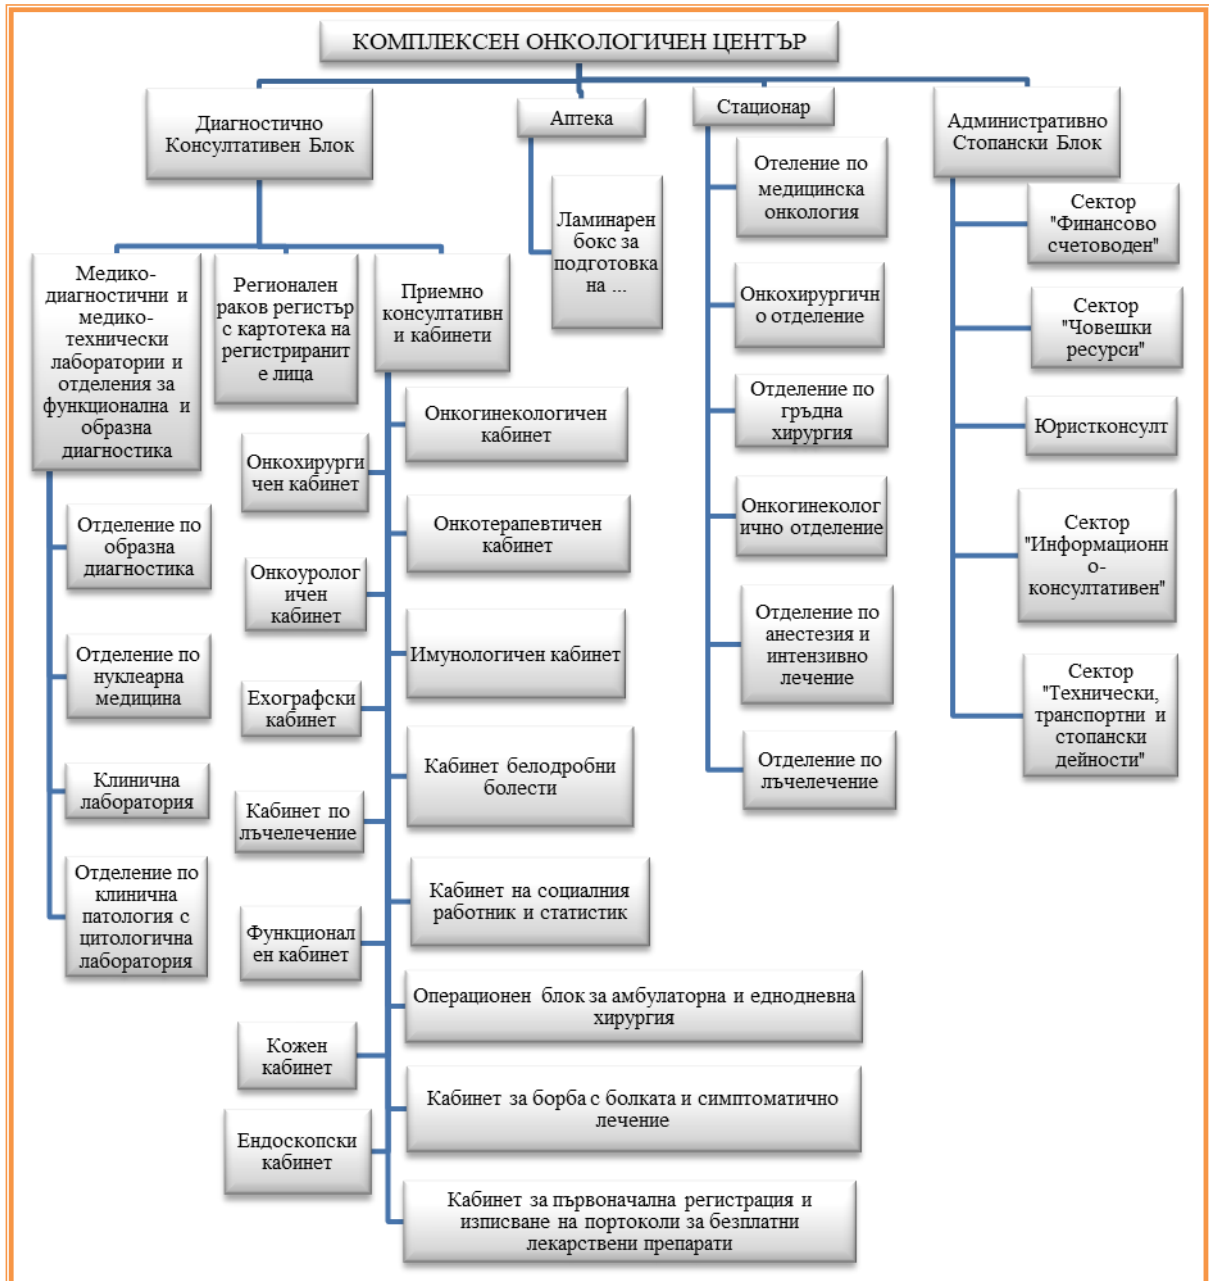 КОМПЛЕКСЕН ОНКОЛОГИЧЕН ЦЕНТЪР
Диагностично
Консултативен Блок
Медико-
диагностични и
медико-
технически
лаборатории и
отделения за
функционална и
образна
диагностика
Отделение по
образна
диагностика
Отделение по
нуклеарна
медицина
Клинична
лаборатория
Отделение по
клинична
патология с
цитологична
лаборатория
Регионален
раков регистър
с картотека на
регистриранит
е лица
Приемно
консултативн
и кабинети
Онкогинекологичен
кабинет
Онкохирурги
чен кабинет
Онкотерапевтичен
кабинет
Онкоуролог
ичен
кабинет
Имунологичен кабинет
Ехографски
кабинет
Кабинет белодробни
болести
Кабинет по
лъчелечение
Кабинет на социалния
работник и статистик
Функционал
ен кабинет
Операционен блок за амбулаторна и еднодневна
хирургия
Кожен
кабинет
Кабинет за борба с болката и симптоматично
лечение
Ендоскопски
кабинет
Кабинет за първоначална регистрация и
изписване на портоколи за безплатни
лекарствени препарати
Аптека
Ламинарен
бокс за
подготовка
на ...
Стационар
Отеление по
медицинска
онкология
Онкохирургичн
о отделение
Отделение по
гръдна
хирургия
Онкогинеколог
ично отделение
Отделение по
анестезия и
интензивно
лечение
Отделение по
лъчелечение
Административно
Стопански Блок
Сектор
"Финансово
счетоводен"
Сектор
"Човешки
ресурси"
Юристконсулт
Сектор
"Информационн
о-
консултативен"
Сектор
"Технически,
транспортни и
стопански
дейности"